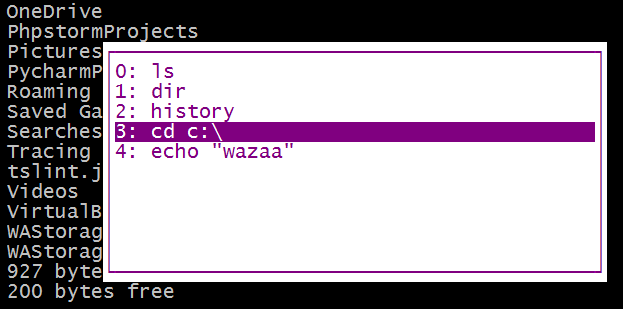 OneDrive
PhpstormProjects
Pictures
PycharmP
Roaming
Saved Ga
Searches
Tracing
tslint.j
Videos
VirtualB
WAStorag
WAStorag
927 byte
200 bytes free
0: ls
1: dir
2: history
3: cd c:\
4: echo "wazaa"